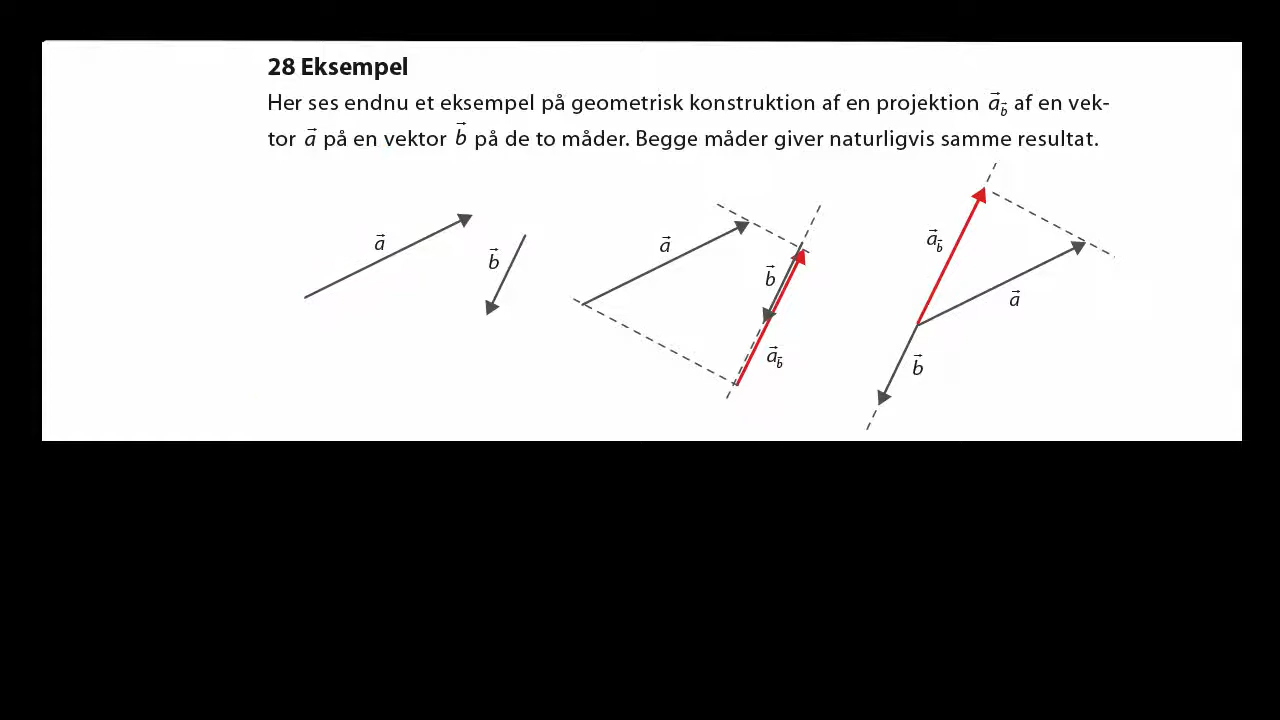 28 Eksempel
Her ses endnu et eksempel på geometrisk konstruktion af en projektion a⃗_b⃗ af en vek-
tor a⃗ på en vektor b⃗ på de to måder. Begge måder giver naturligvis samme resultat.
a⃗
b⃗
a⃗
b⃗
a⃗_b⃗
a⃗_b⃗
a⃗
b⃗